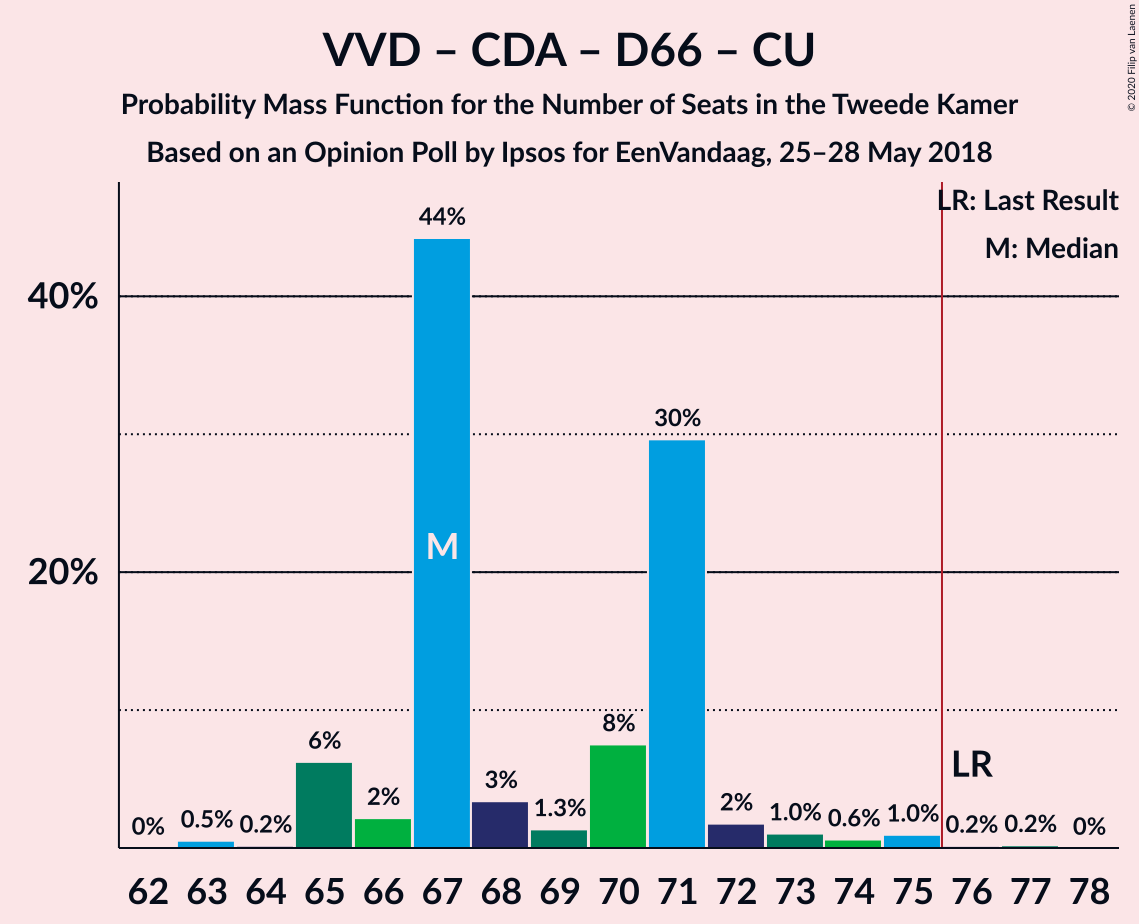 VVD – CDA – D66 – CU
Probability Mass Function for the Number of Seats in the Tweede Kamer
Based on an Opinion Poll by Ipsos for EenVandaag, 25–28 May 2018
© 2020 Filip van Laenen
LR: Last Result
M: Median
40%
20%
0%
0.5%
0.2%
6%
2%
44%
3%
1.3%
8%
30%
2%
1.0%
0.6%
1.0%
0.2%
0.2%
0%
M
LR
62 63 64 65 66 67 68 69 70 71 72 73 74 75 76 77 78